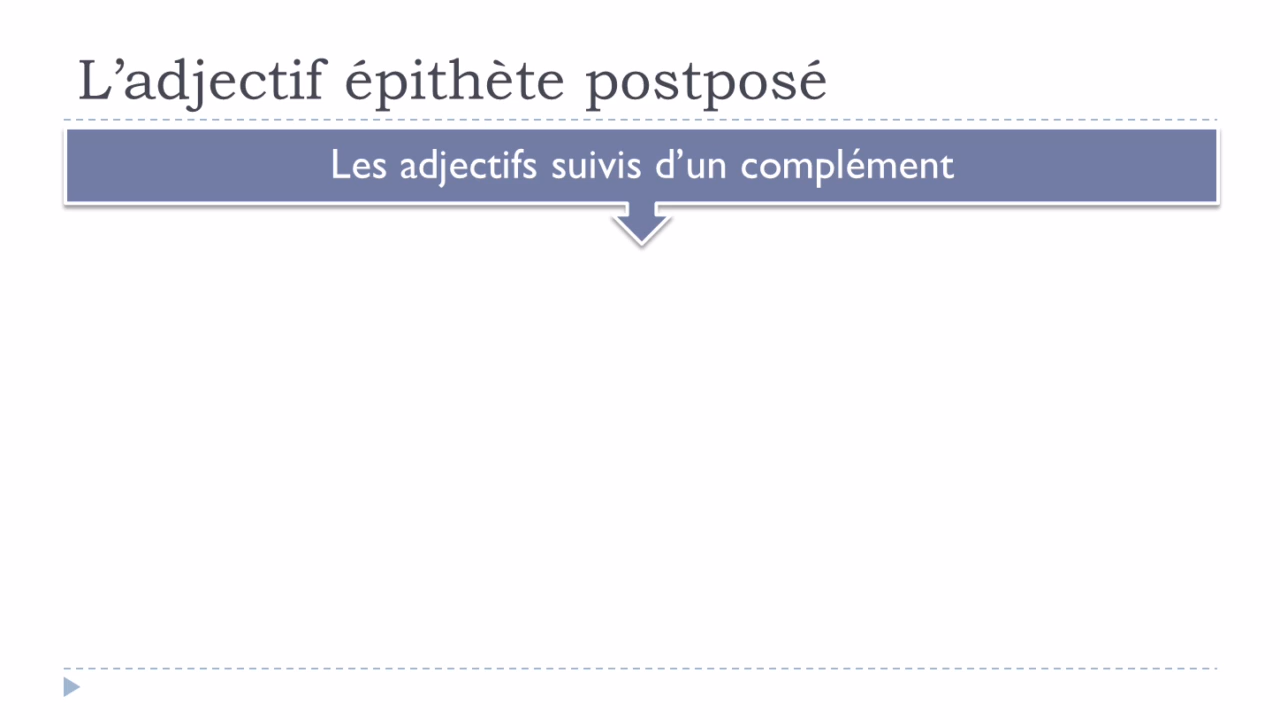 L’adjectif épithète postposé
Les adjectifs suivis d’un complément